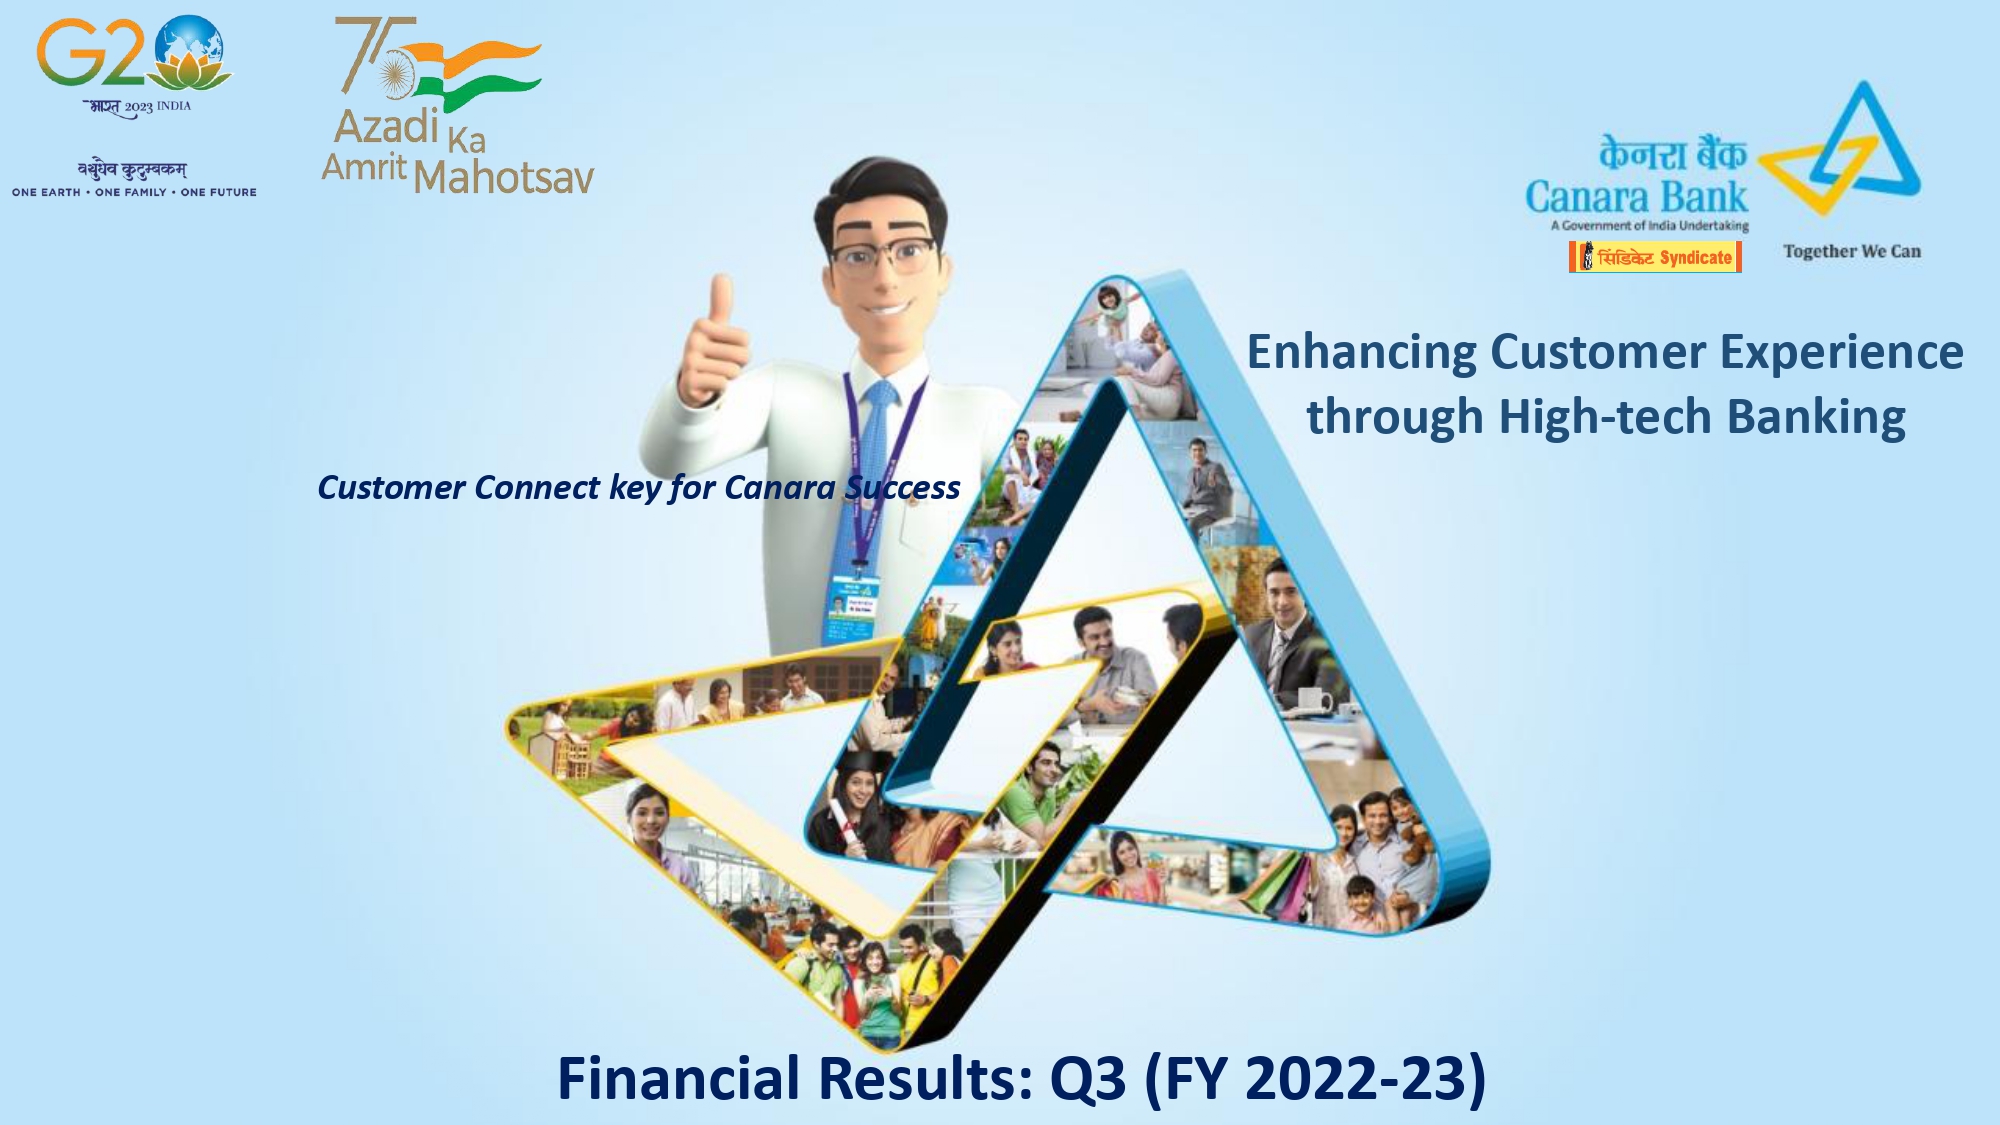 G20
भारत 2023 INDIA
वसुधैव कुटुम्बकम्
ONE EARTH • ONE FAMILY • ONE FUTURE
75
Azadi Ka
Amrit Mahotsav
केनरा बैंक
Canara Bank
A Government of India Undertaking
सिंडिकेट Syndicate
Together We Can
Enhancing Customer Experience
through High-tech Banking
Customer Connect key for Canara Success
Financial Results: Q3 (FY 2022-23)